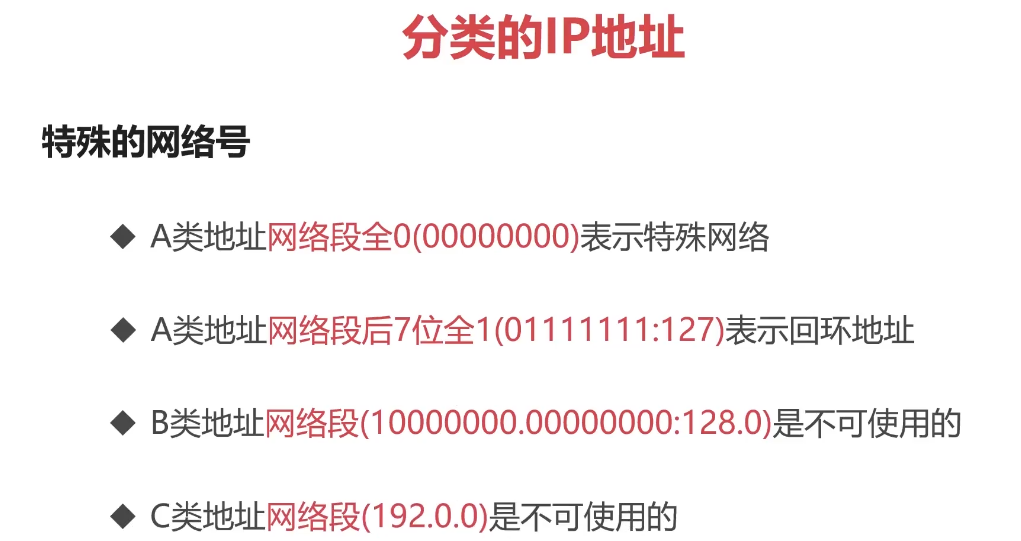 分类的IP地址
特殊的网络号
◆ A类地址网络段全0(00000000)表示特殊网络
◆ A类地址网络段后7位全1(01111111:127)表示回环地址
◆ B类地址网络段(10000000.00000000:128.0)是不可使用的
◆ C类地址网络段(192.0.0)是不可使用的